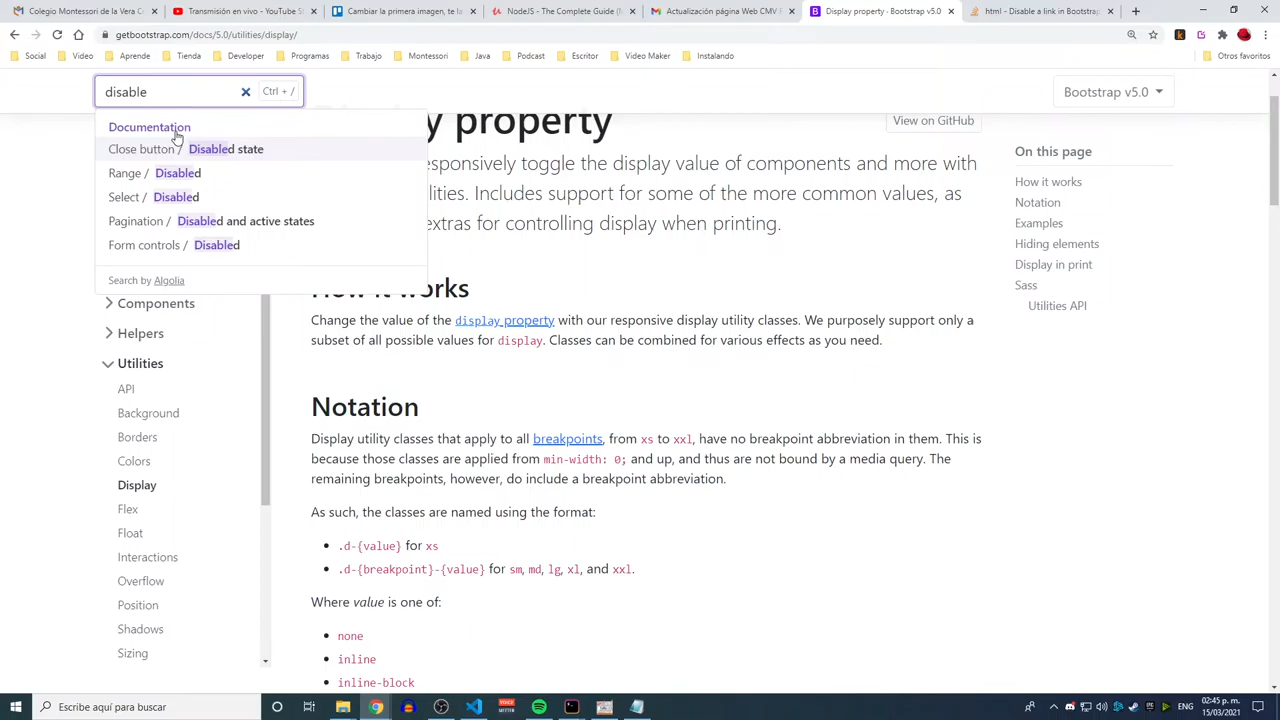 Colegio Montessori de la Vera C
Transmisión en vivo - YouTube S
Cambiar la primera imagen, te la
NodeJS - The Complete Guide (M
Actualización página Web CMV I
Display property · Bootstrap v5.0
html - Disable a link in Bootstrap
getbootstrap.com/docs/5.0/utilities/display/
Social
Video
Aprende
Tienda
Developer
Programas
Trabajo
Montessori
Java
Podcast
Escritor
Video Maker
Instalando
Otros favoritos
disable
Ctrl + /
Bootstrap v5.0
Documentation
Close button / Disabled state
Range / Disabled
Select / Disabled
Pagination / Disabled and active states
Form controls / Disabled
Search by Algolia
Components
Helpers
Utilities
API
Background
Borders
Colors
Display
Flex
Float
Interactions
Overflow
Position
Shadows
Sizing
y property
View on GitHub
esponsively toggle the display value of components and more with
ilities. Includes support for some of the more common values, as
extras for controlling display when printing.
How it works
Change the value of the display property with our responsive display utility classes. We purposely support only a
subset of all possible values for display. Classes can be combined for various effects as you need.
Notation
Display utility classes that apply to all breakpoints, from xs to xxl, have no breakpoint abbreviation in them. This is
because those classes are applied from min-width: 0; and up, and thus are not bound by a media query. The
remaining breakpoints, however, do include a breakpoint abbreviation.
As such, the classes are named using the format:
.d-{value} for xs
.d-{breakpoint}-{value} for sm, md, lg, xl, and xxl.
Where value is one of:
none
inline
inline-block
On this page
How it works
Notation
Examples
Hiding elements
Display in print
Sass
Utilities API
Escribe aquí para buscar
ENG
02:45 p. m.
15/03/2021